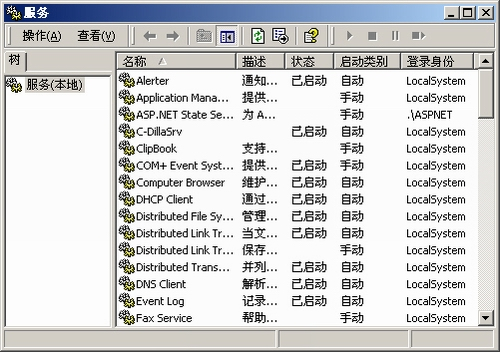 服务
操作(A) 查看(V)
树
服务(本地)
名称 描述 状态 启动类别 登录身份
Alerter 通知... 已启动 自动 LocalSystem
Application Mana... 提供... 手动 LocalSystem
ASP.NET State Se... 为 A... 手动 .\ASPNET
C-DillaSrv 已启动 自动 LocalSystem
ClipBook 支持... 手动 LocalSystem
COM+ Event Syst... 提供... 已启动 手动 LocalSystem
Computer Browser 维护... 已启动 自动 LocalSystem
DHCP Client 通过... 已启动 自动 LocalSystem
Distributed File Sy... 管理... 已启动 自动 LocalSystem
Distributed Link Tr... 当文... 已启动 自动 LocalSystem
Distributed Link Tr... 保存... 手动 LocalSystem
Distributed Trans... 并列... 已启动 自动 LocalSystem
DNS Client 解析... 已启动 自动 LocalSystem
Event Log 记录... 已启动 自动 LocalSystem
Fax Service 帮助... 手动 LocalSystem